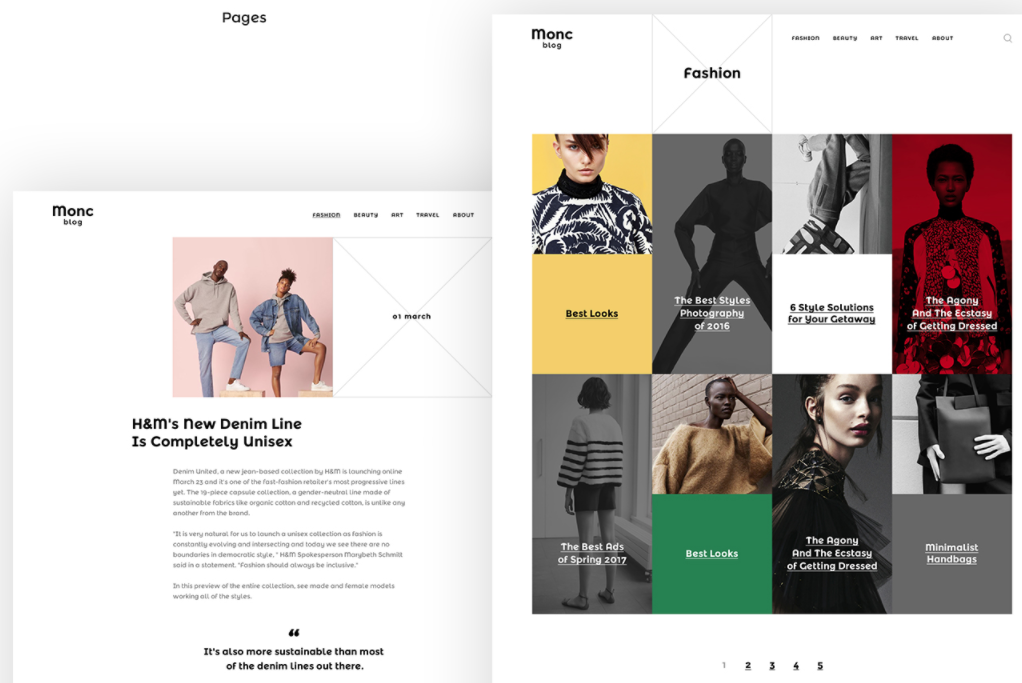 Pages
Monc
blog
FASHION BEAUTY ART TRAVEL ABOUT
01 march
H&M's New Denim Line
Is Completely Unisex
Denim United, a new jean-based collection by H&M is launching online
March 23 and it's one of the fast-fashion retailer's most progressive lines
yet. The 19-piece capsule collection, a gender-neutral line made of
sustainable fabrics like organic cotton and recycled cotton, is unlike any
another from the brand.
"It is very natural for us to launch a unisex collection as fashion is
constantly evolving and intersecting and today we see there are no
boundaries in democratic style, " H&M Spokesperson Marybeth Schmitt
said in a statement. "Fashion should always be inclusive."
In this preview of the entire collection, see made and female models
working all of the styles.
“
It's also more sustainable than most
of the denim lines out there.
Monc
blog
FASHION BEAUTY ART TRAVEL ABOUT
Fashion
Best Looks
The Best Styles
Photography
of 2016
6 Style Solutions
for Your Getaway
The Agony
And The Ecstasy
of Getting Dressed
The Best Ads
of Spring 2017
Best Looks
The Agony
And The Ecstasy
of Getting Dressed
Minimalist
Handbags
1 2 3 4 5